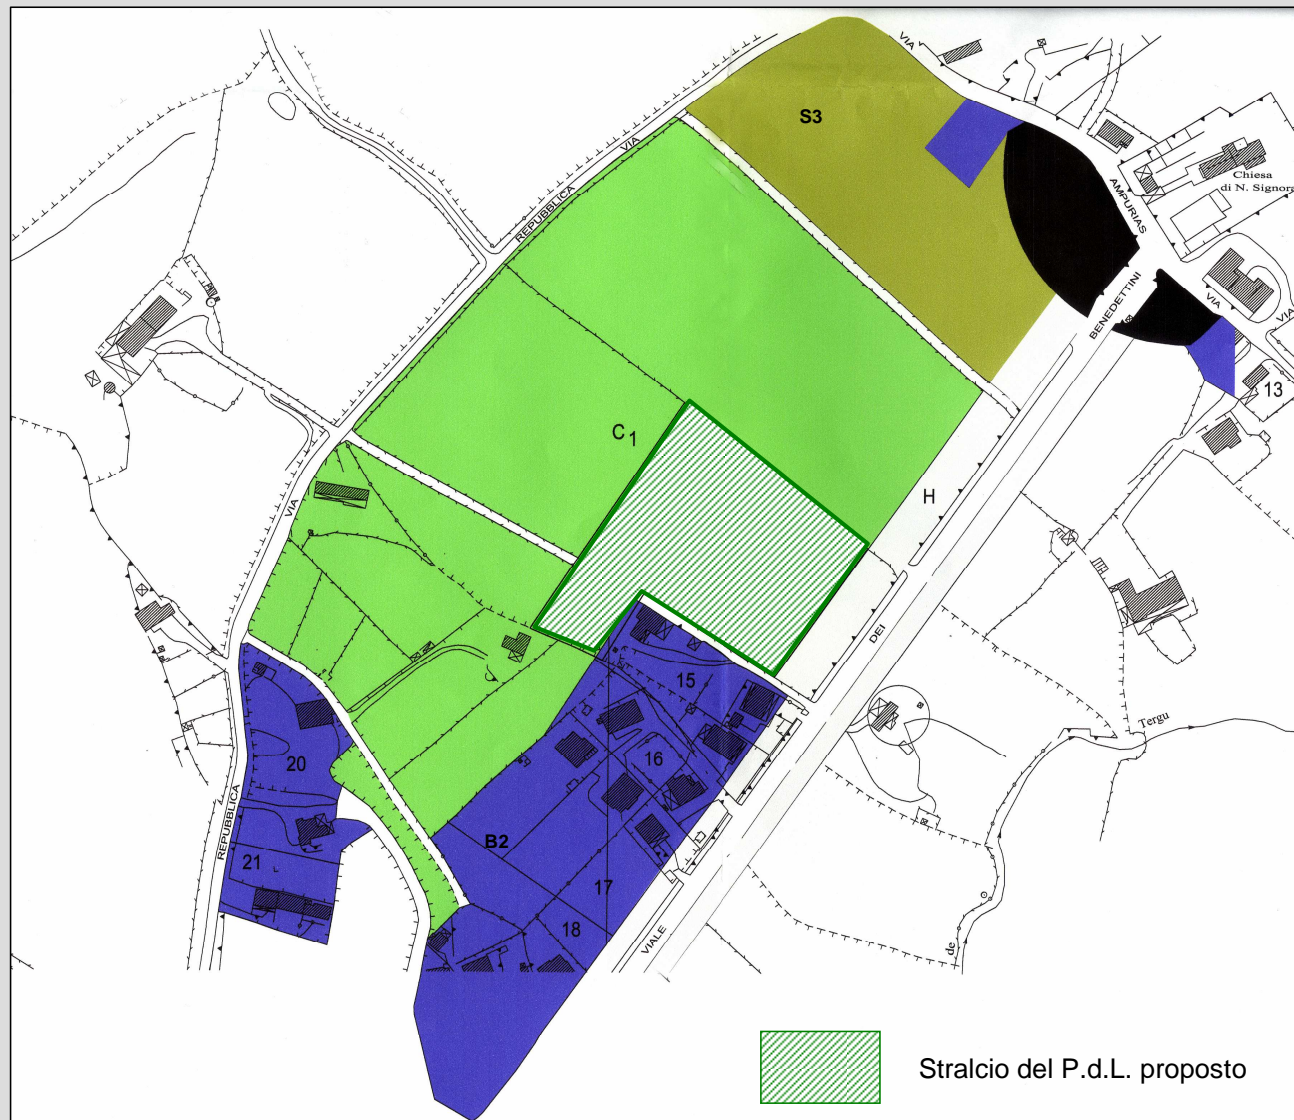 VIA
S3
Chiesa
di N. Signora
AMPURIAS
VIA
REPUBBLICA
BENEDETTINI
VIA
VIA
13
C1
H
VIA
DEI
15
Tergu
20
16
REPUBBLICA
B2
21
17
18
VIALE
de
Stralcio del P.d.L. proposto